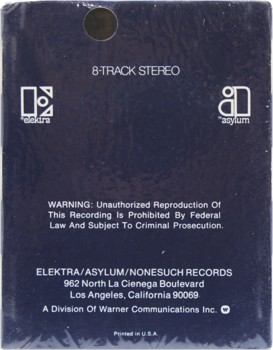 8-TRACK STEREO
elektra
asylum
WARNING: Unauthorized Reproduction Of
This Recording Is Prohibited By Federal
Law And Subject To Criminal Prosecution.
ELEKTRA/ASYLUM/NONESUCH RECORDS
962 North La Cienega Boulevard
Los Angeles, California 90069
A Division Of Warner Communications Inc.
Printed in U.S.A.